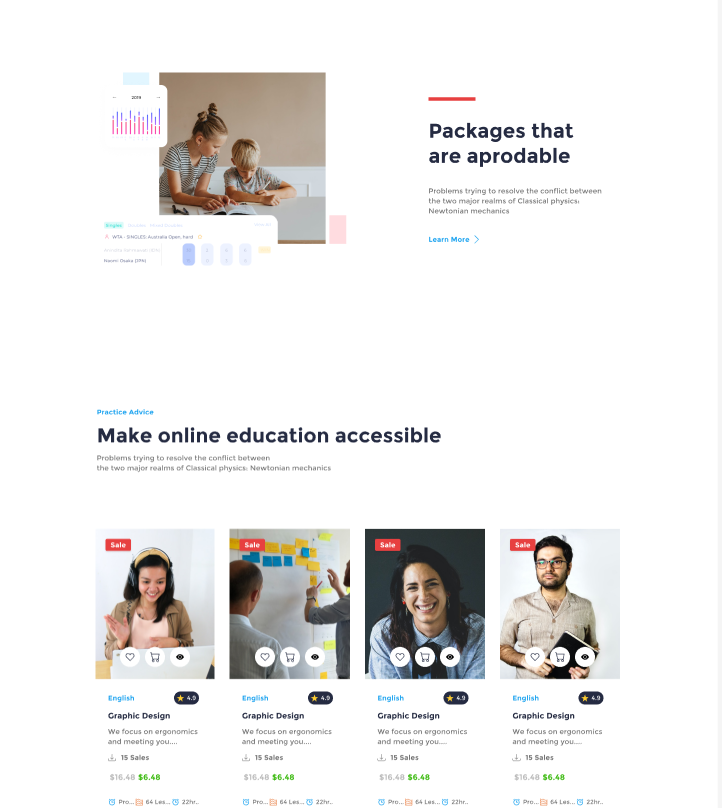 2019
Packages that
are aprodable
Problems trying to resolve the conflict between
the two major realms of Classical physics:
Newtonian mechanics
Learn More
Singles
WTA - SINGLES: Australia Open, hard
Naomi Osaka (JPN)
Practice Advice
Make online education accessible
Problems trying to resolve the conflict between
the two major realms of Classical physics: Newtonian mechanics
Sale
Sale
Sale
Sale
English 4.9
Graphic Design
We focus on ergonomics
and meeting you....
15 Sales
$16.48 $6.48
Pro... 64 Les... 22hr..
English 4.9
Graphic Design
We focus on ergonomics
and meeting you....
15 Sales
$16.48 $6.48
Pro... 64 Les... 22hr..
English 4.9
Graphic Design
We focus on ergonomics
and meeting you....
15 Sales
$16.48 $6.48
Pro... 64 Les... 22hr..
English 4.9
Graphic Design
We focus on ergonomics
and meeting you....
15 Sales
$16.48 $6.48
Pro... 64 Les... 22hr..